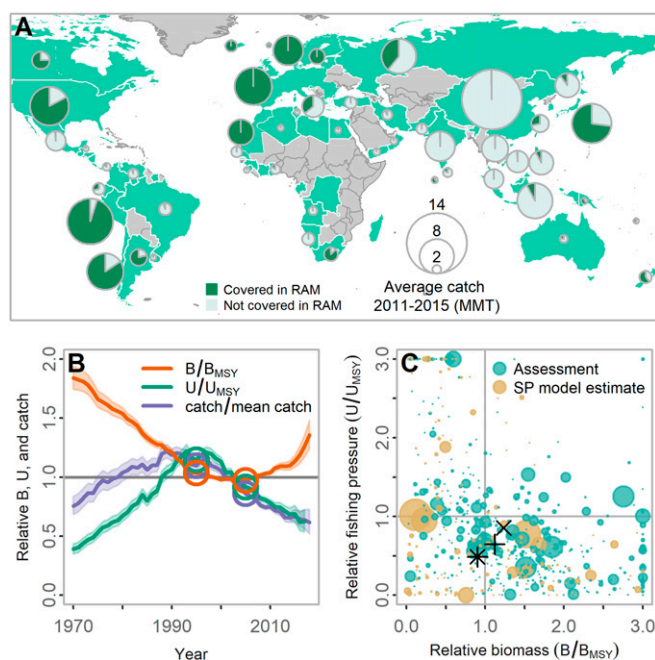 A
14
8
2
Covered in RAM
Not covered in RAM
Average catch
2011-2015 (MMT)
B
B/BMSY
U/UMSY
catch/mean catch
Relative B, U, and catch
2.0
1.5
1.0
0.5
0.0
1970
1990
2010
Year
C
Assessment
SP model estimate
Relative fishing pressure (U/UMSY)
3.0
2.0
1.0
0.0
0.0
1.0
2.0
3.0
Relative biomass (B/BMSY)